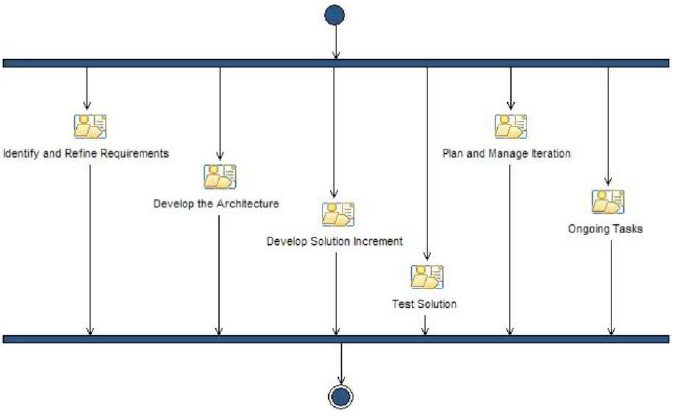 Identify and Refine Requirements
Plan and Manage Iteration
Develop the Architecture
Ongoing Tasks
Develop Solution Increment
Test Solution